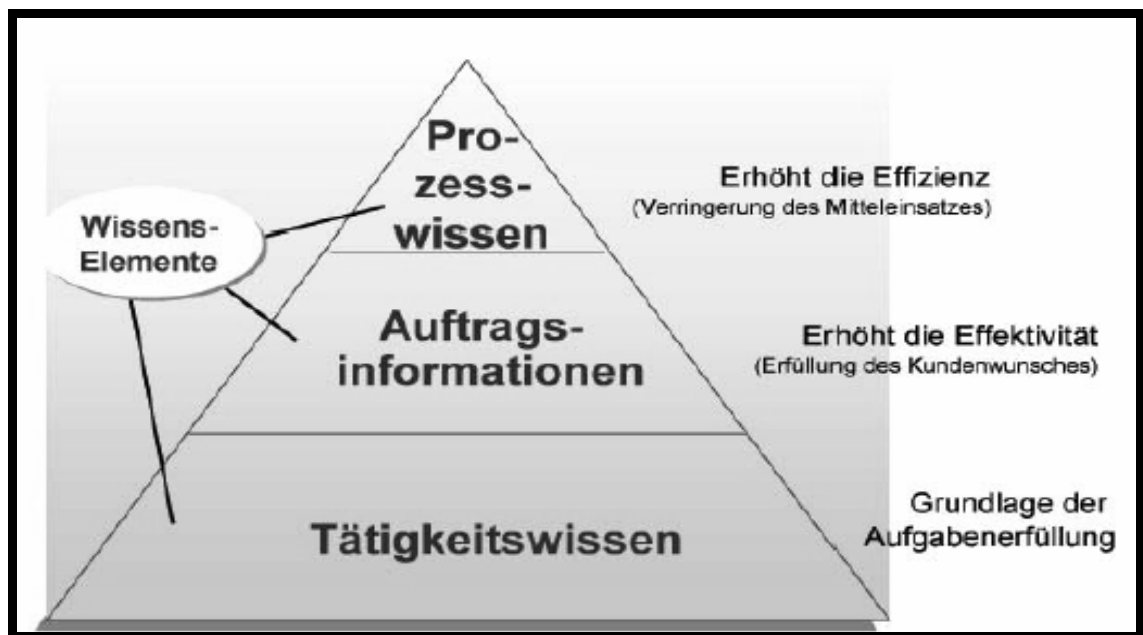 Pro-
zess-
wissen
Erhöht die Effizienz
(Verringerung des Mitteleinsatzes)
Wissens-
Elemente
Auftrags-
informationen
Erhöht die Effektivität
(Erfüllung des Kundenwunsches)
Tätigkeitswissen
Grundlage der
Aufgabenerfüllung